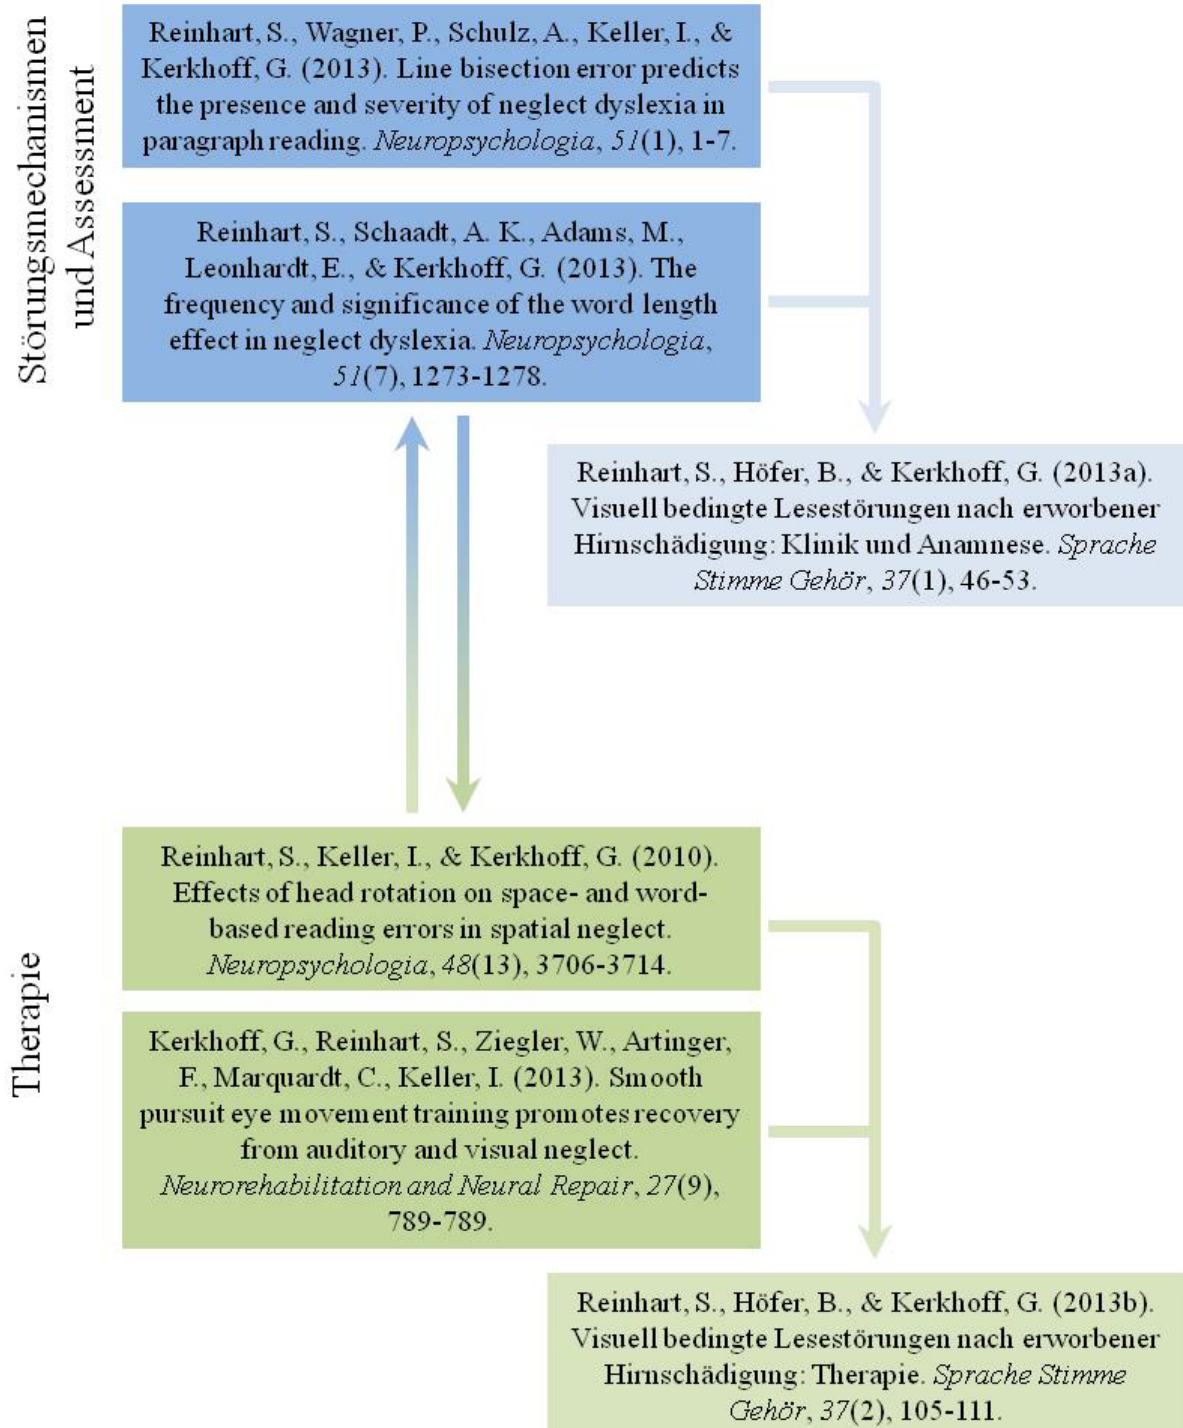 Störungsmechanismen
und Assessment
Reinhart, S., Wagner, P., Schulz, A., Keller, I., &
Kerkhoff, G. (2013). Line bisection error predicts
the presence and severity of neglect dyslexia in
paragraph reading. Neuropsychologia, 51(1), 1-7.
Reinhart, S., Schaadt, A. K., Adams, M.,
Leonhardt, E., & Kerkhoff, G. (2013). The
frequency and significance of the word length
effect in neglect dyslexia. Neuropsychologia,
51(7), 1273-1278.
Reinhart, S., Höfer, B., & Kerkhoff, G. (2013a).
Visuell bedingte Lesestörungen nach erworbener
Hirnschädigung: Klinik und Anamnese. Sprache
Stimme Gehör, 37(1), 46-53.
Therapie
Reinhart, S., Keller, I., & Kerkhoff, G. (2010).
Effects of head rotation on space- and word-
based reading errors in spatial neglect.
Neuropsychologia, 48(13), 3706-3714.
Kerkhoff, G., Reinhart, S., Ziegler, W., Artinger,
F., Marquardt, C., Keller, I. (2013). Smooth
pursuit eye movement training promotes recovery
from auditory and visual neglect.
Neurorehabilitation and Neural Repair, 27(9),
789-789.
Reinhart, S., Höfer, B., & Kerkhoff, G. (2013b).
Visuell bedingte Lesestörungen nach erworbener
Hirnschädigung: Therapie. Sprache Stimme
Gehör, 37(2), 105-111.